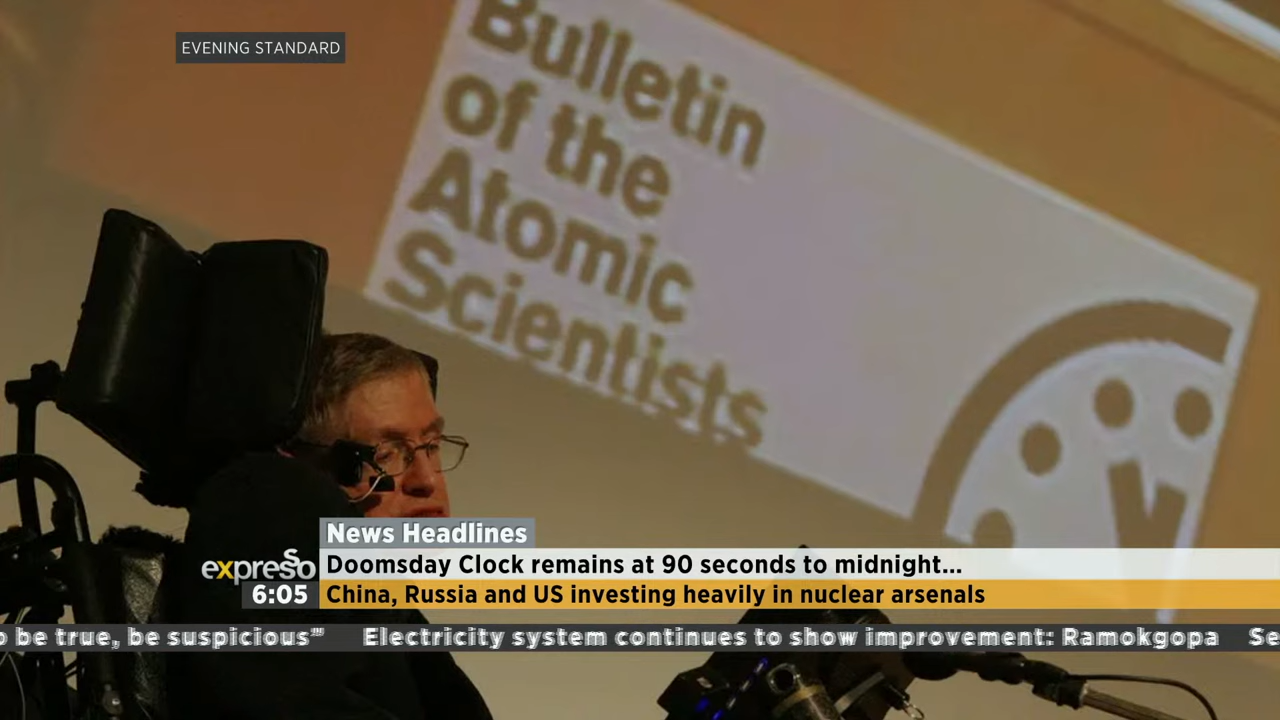 EVENING STANDARD
Bulletin
of the
Atomic
Scientists
News Headlines
expresso
Doomsday Clock remains at 90 seconds to midnight...
6:05
China, Russia and US investing heavily in nuclear arsenals
o be true, be suspicious"' Electricity system continues to show improvement: Ramokgopa Se